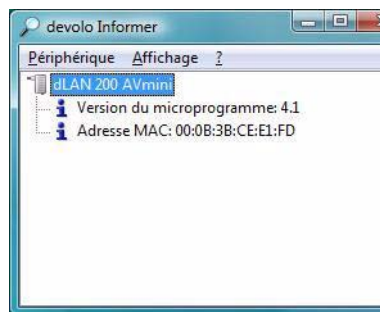 devolo Informer
Périphérique Affichage ?
dLAN 200 AVmini
Version du microprogramme: 4.1
Adresse MAC: 00:0B:3B:CE:E1:FD